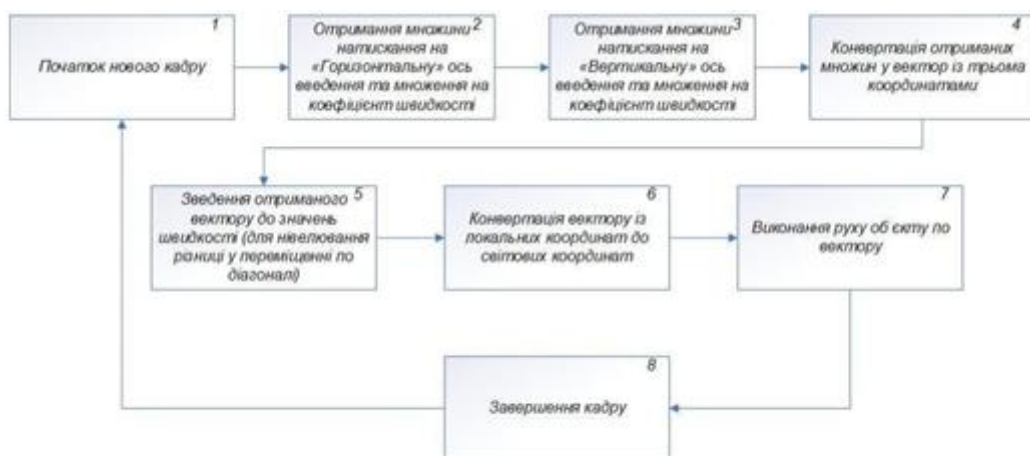 1
Початок нового кадру
2
Отримання множини
натискання на
«Горизонтальну» ось
введення та множення на
коефіцієнт швидкості
3
Отримання множини
натискання на
«Вертикальну» ось
введення та множення на
коефіцієнт швидкості
4
Конвертація отриманих
множин у вектор із трьома
координатами
5
Зведення отриманого
вектору до значень
швидкості (для нівелювання
різниці у переміщенні по
діагоналі)
6
Конвертація вектору із
локальних координат до
світових координат
7
Виконання руху об єкту по
вектору
8
Завершення кадру